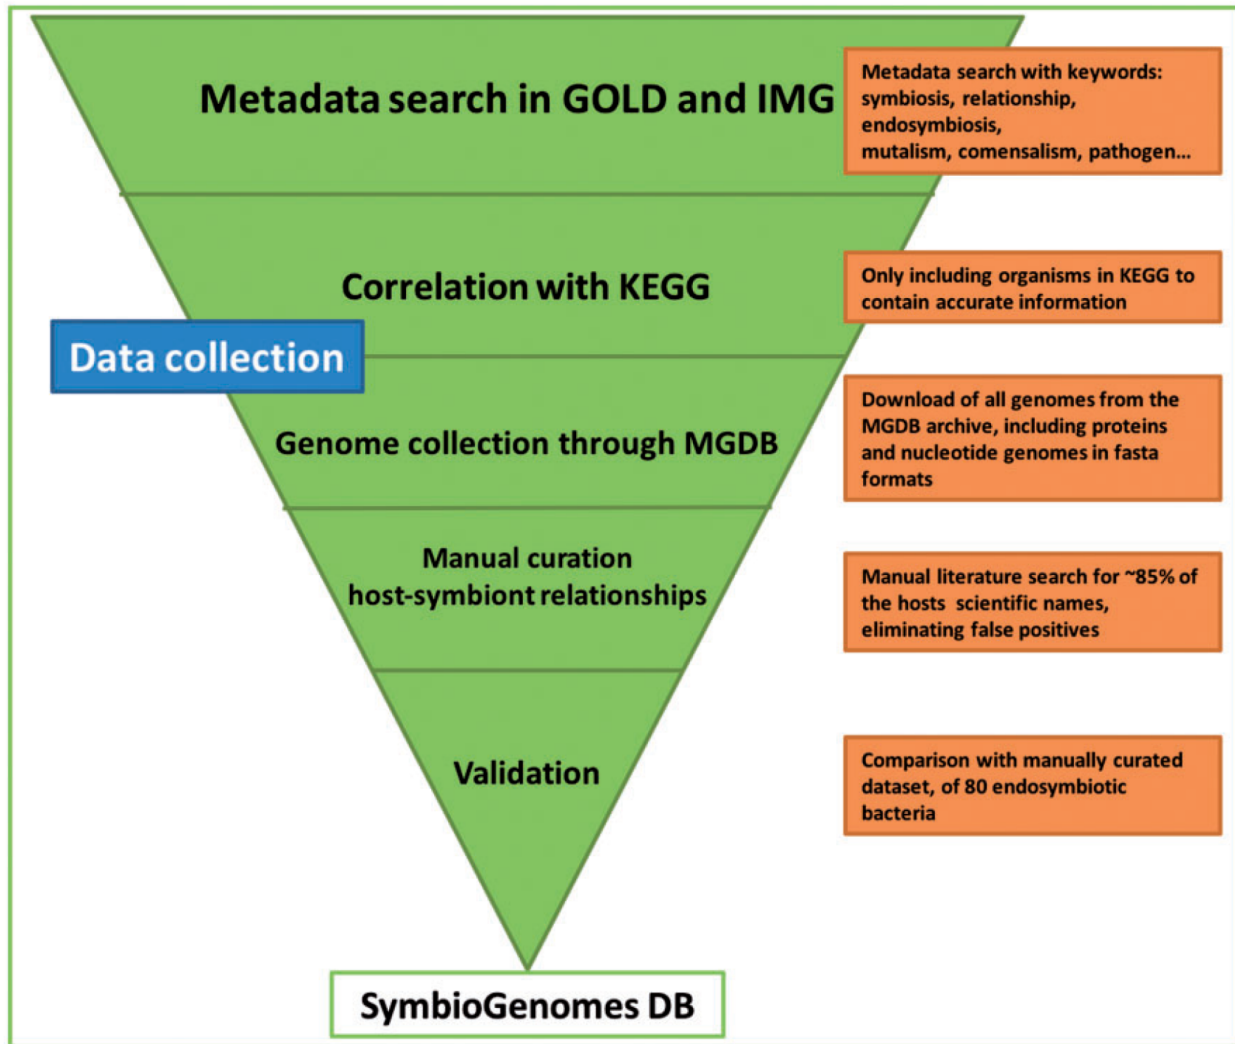 Metadata search in GOLD and IMG
Metadata search with keywords:
symbiosis, relationship,
endosymbiosis,
mutalism, comensalism, pathogen...
Correlation with KEGG
Only including organisms in KEGG to
contain accurate information
Data collection
Genome collection through MGDB
Download of all genomes from the
MGDB archive, including proteins
and nucleotide genomes in fasta
formats
Manual curation
host-symbiont relationships
Manual literature search for ~85% of
the hosts scientific names,
eliminating false positives
Validation
Comparison with manually curated
dataset, of 80 endosymbiotic
bacteria
SymbioGenomes DB